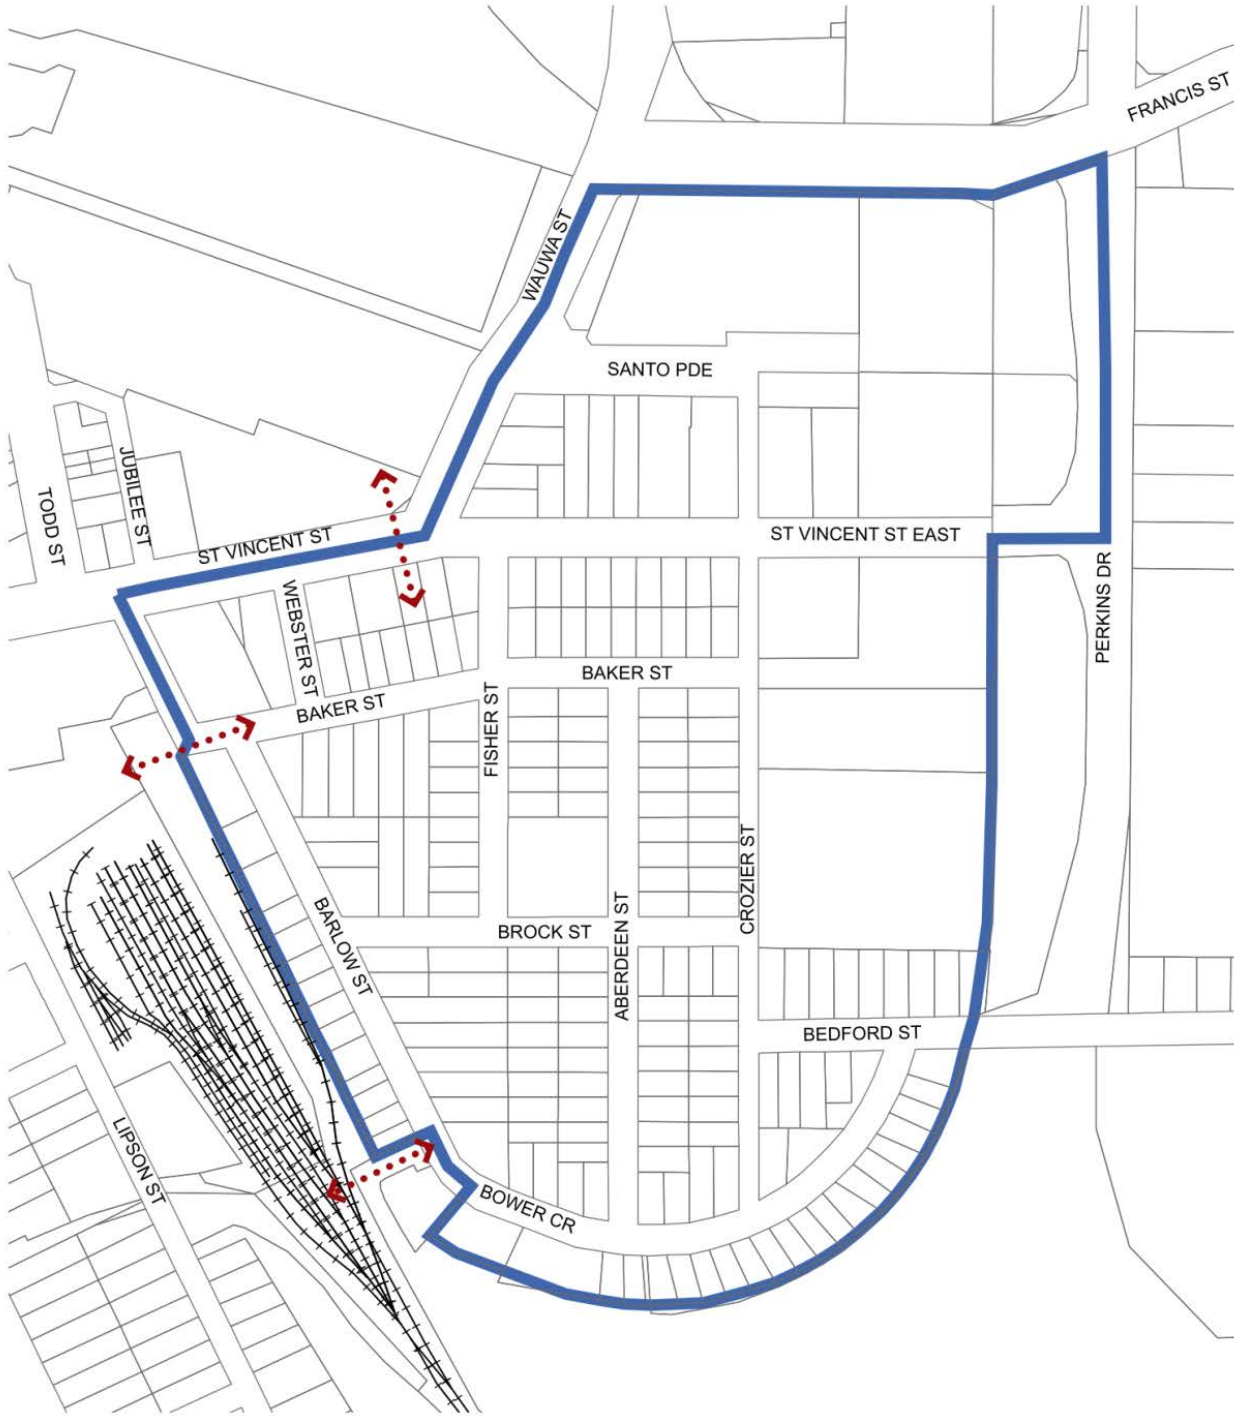 FRANCIS ST
WAUWA ST
SANTO PDE
JUBILEE ST
TODD ST
ST VINCENT ST
ST VINCENT ST EAST
WEBSTER ST
PERKINS DR
BAKER ST
BAKER ST
FISHER ST
CROZIER ST
BARLOW ST
BROCK ST
ABERDEEN ST
BEDFORD ST
LIPSON ST
BOWER CR